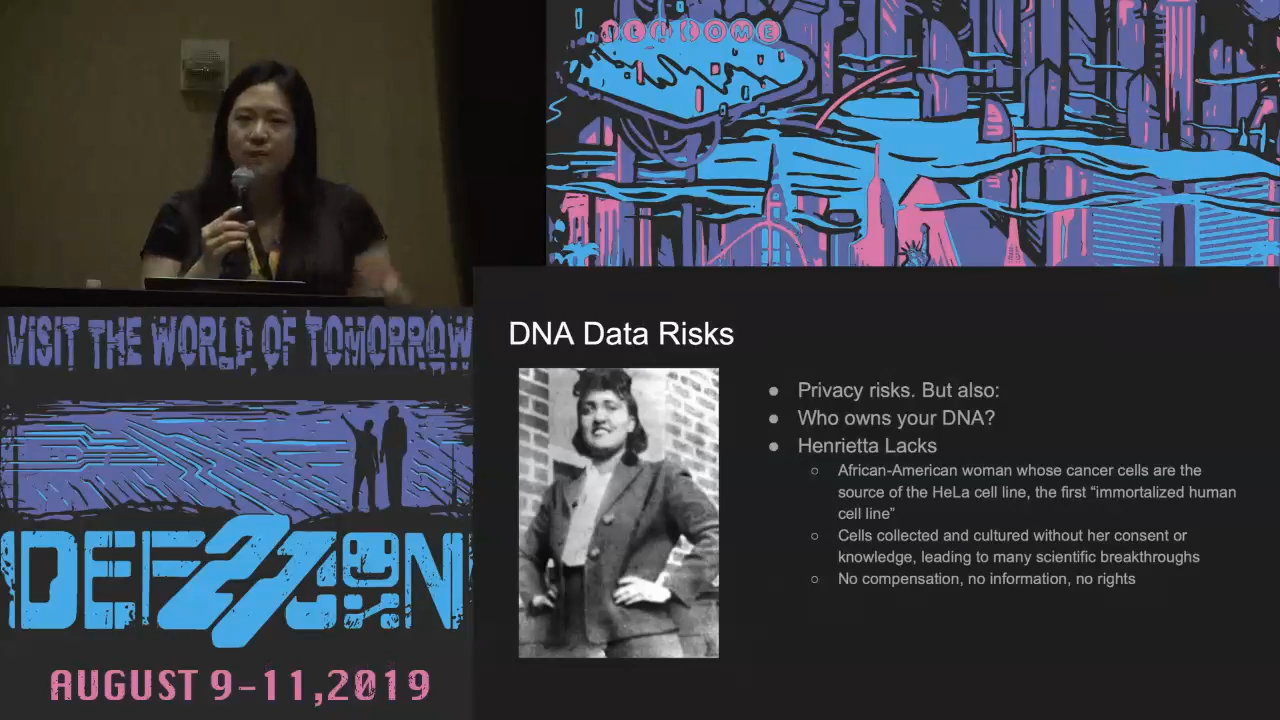 WELCOME
VISIT THE WORLD OF TOMORROW
DEF 27 CON
AUGUST 9-11,2019
DNA Data Risks
● Privacy risks. But also:
● Who owns your DNA?
● Henrietta Lacks
○ African-American woman whose cancer cells are the
source of the HeLa cell line, the first “immortalized human
cell line”
○ Cells collected and cultured without her consent or
knowledge, leading to many scientific breakthroughs
○ No compensation, no information, no rights